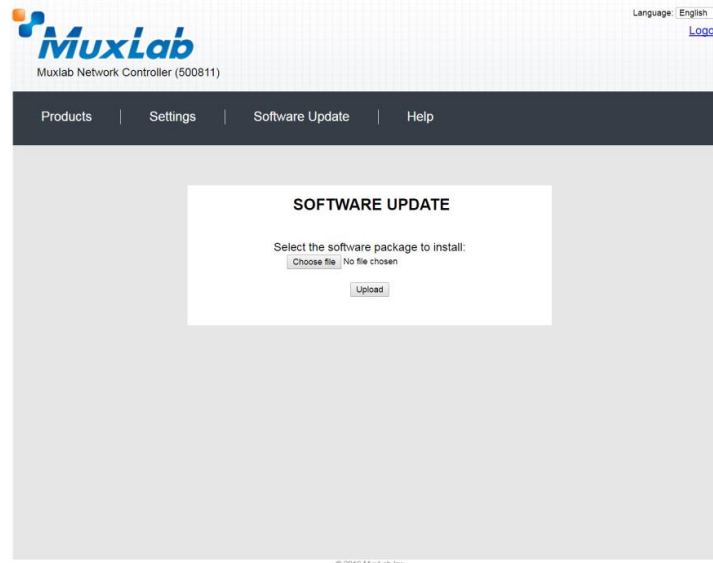 Language: English
Logo
MuxLab
Muxlab Network Controller (500811)
Products | Settings | Software Update | Help
SOFTWARE UPDATE
Select the software package to install:
Choose file No file chosen
Upload